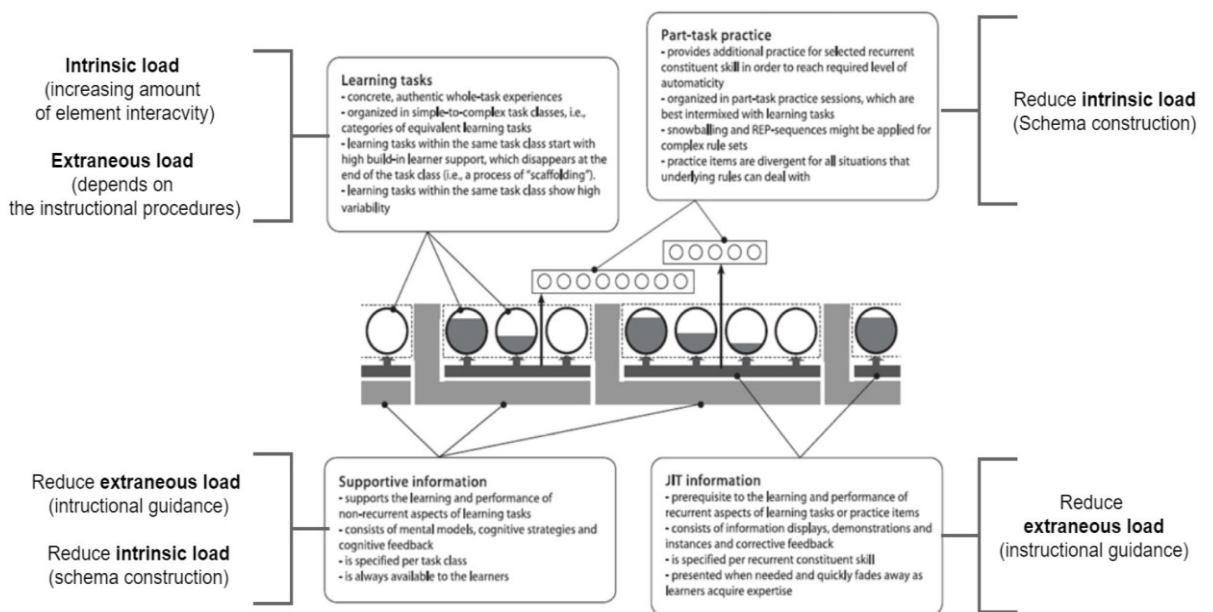 Intrinsic load
(increasing amount
of element interacvity)
Extraneous load
(depends on
the instructional procedures)
Learning tasks
- concrete, authentic whole-task experiences
- organized in simple-to-complex task classes, i.e.,
categories of equivalent learning tasks
- learning tasks within the same task class start with
high build-in learner support, which disappears at the
end of the task class (i.e., a process of "scaffolding").
- learning tasks within the same task class show high
variability
Part-task practice
- provides additional practice for selected recurrent
constituent skill in order to reach required level of
automaticity
- organized in part-task practice sessions, which are
best intermixed with learning tasks
- snowballing and REP-sequences might be applied for
complex rule sets
- practice items are divergent for all situations that
underlying rules can deal with
Reduce intrinsic load
(Schema construction)
Reduce extraneous load
(intructional guidance)
Reduce intrinsic load
(schema construction)
Supportive information
- supports the learning and performance of
non-recurrent aspects of learning tasks
- consists of mental models, cognitive strategies and
cognitive feedback
- is specified per task class
- is always available to the learners
JIT information
- prerequisite to the learning and performance of
recurrent aspects of learning tasks or practice items
- consists of information displays, demonstrations and
instances and corrective feedback
- is specified per recurrent constituent skill
- presented when needed and quickly fades away as
learners acquire expertise
Reduce
extraneous load
(instructional guidance)